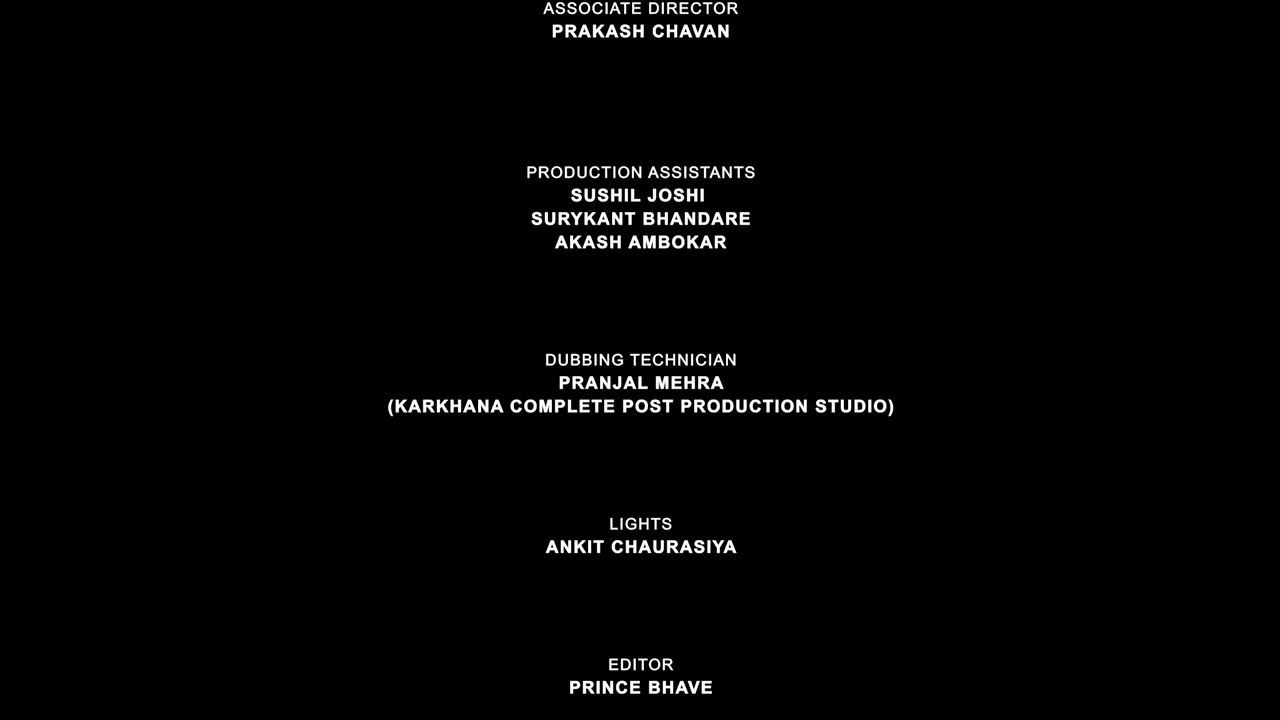 ASSOCIATE DIRECTOR
PRAKASH CHAVAN
PRODUCTION ASSISTANTS
SUSHIL JOSHI
SURYKANT BHANDARE
AKASH AMBOKAR
DUBBING TECHNICIAN
PRANJAL MEHRA
(KARKHANA COMPLETE POST PRODUCTION STUDIO)
LIGHTS
ANKIT CHAURASIYA
EDITOR
PRINCE BHAVE